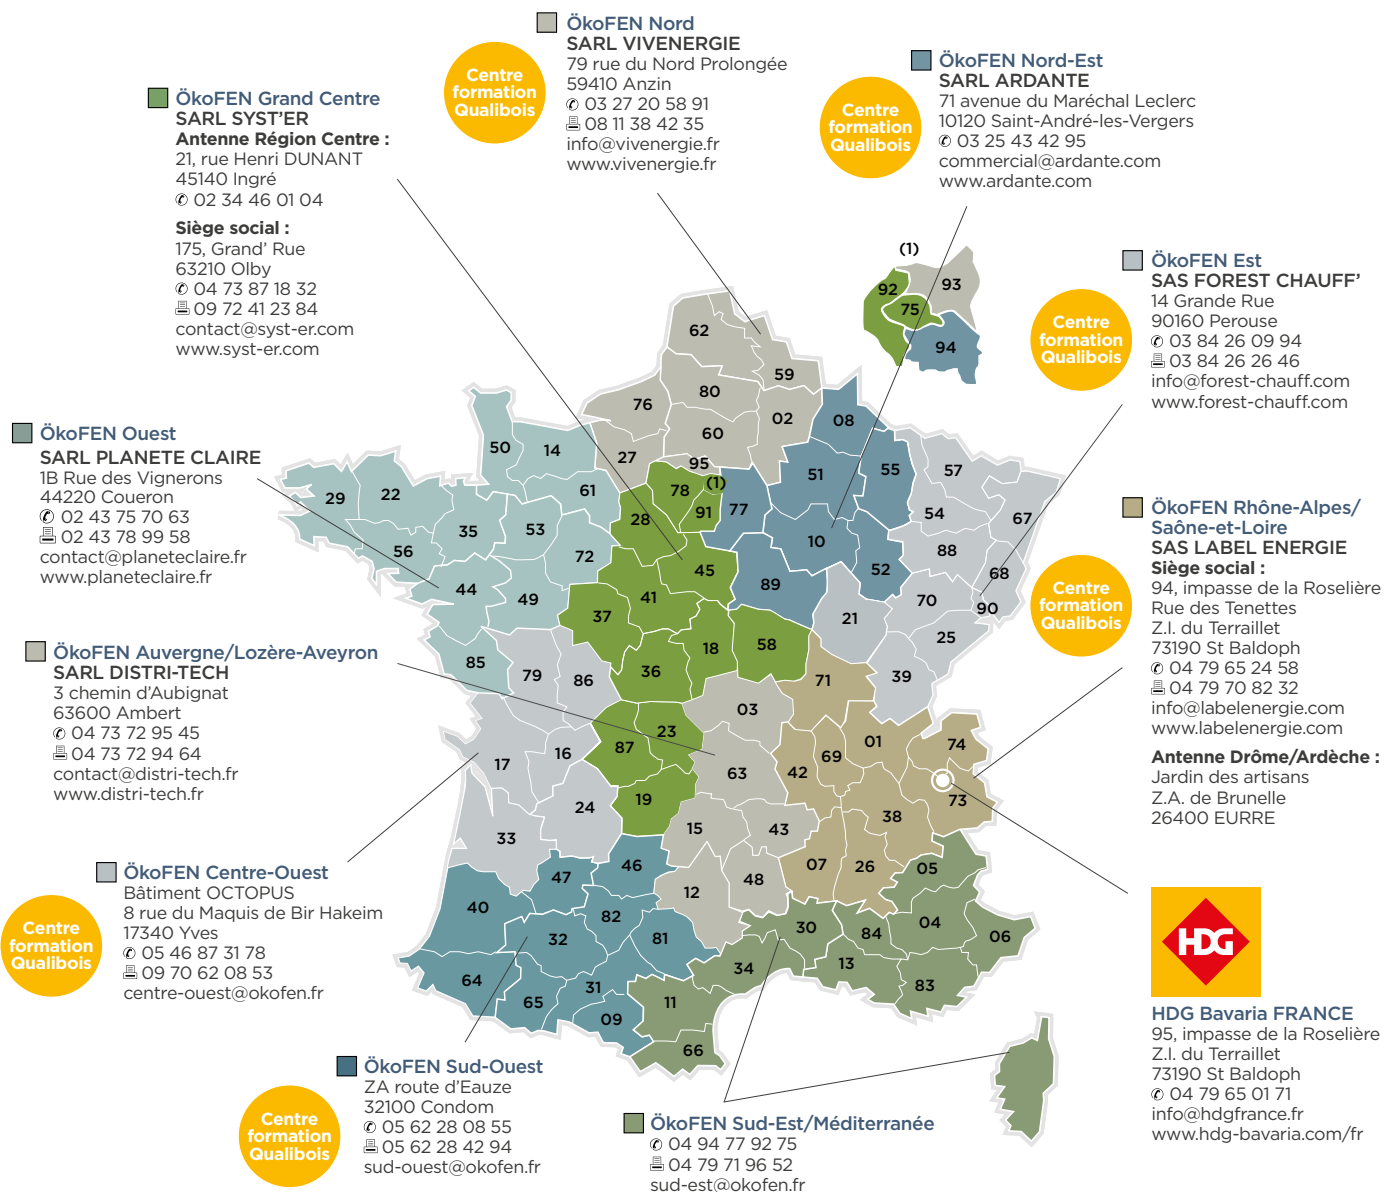 ÖkoFEN Nord
SARL VIVENERGIE
79 rue du Nord Prolongée
59410 Anzin
✆ 03 27 20 58 91
08 11 38 42 35
info@vivenergie.fr
www.vivenergie.fr
Centre
formation
Qualibois
ÖkoFEN Nord-Est
SARL ARDANTE
71 avenue du Maréchal Leclerc
10120 Saint-André-les-Vergers
✆ 03 25 43 42 95
commercial@ardante.com
www.ardante.com
Centre
formation
Qualibois
ÖkoFEN Grand Centre
SARL SYST'ER
Antenne Région Centre :
21, rue Henri DUNANT
45140 Ingré
✆ 02 34 46 01 04
Siège social :
175, Grand' Rue
63210 Olby
✆ 04 73 87 18 32
09 72 41 23 84
contact@syst-er.com
www.syst-er.com
ÖkoFEN Est
SAS FOREST CHAUFF'
14 Grande Rue
90160 Perouse
✆ 03 84 26 09 94
03 84 26 26 46
info@forest-chauff.com
www.forest-chauff.com
Centre
formation
Qualibois
ÖkoFEN Ouest
SARL PLANETE CLAIRE
1B Rue des Vignerons
44220 Coueron
✆ 02 43 75 70 63
02 43 78 99 58
contact@planeteclaire.fr
www.planeteclaire.fr
ÖkoFEN Rhône-Alpes/
Saône-et-Loire
SAS LABEL ENERGIE
Siège social :
94, impasse de la Roselière
Rue des Tenettes
Z.I. du Terraillet
73190 St Baldoph
✆ 04 79 65 24 58
04 79 70 82 32
info@labelenergie.com
www.labelenergie.com
Antenne Drôme/Ardèche :
Jardin des artisans
Z.A. de Brunelle
26400 EURRE
Centre
formation
Qualibois
ÖkoFEN Auvergne/Lozère-Aveyron
SARL DISTRI-TECH
3 chemin d'Aubignat
63600 Ambert
✆ 04 73 72 95 45
04 73 72 94 64
contact@distri-tech.fr
www.distri-tech.fr
ÖkoFEN Centre-Ouest
Bâtiment OCTOPUS
8 rue du Maquis de Bir Hakeim
17340 Yves
✆ 05 46 87 31 78
09 70 62 08 53
centre-ouest@okofen.fr
Centre
formation
Qualibois
HDG
HDG Bavaria FRANCE
95, impasse de la Roselière
Z.I. du Terraillet
73190 St Baldoph
✆ 04 79 65 01 71
info@hdgfrance.fr
www.hdg-bavaria.com/fr
ÖkoFEN Sud-Ouest
ZA route d'Eauze
32100 Condom
✆ 05 62 28 08 55
05 62 28 42 94
sud-ouest@okofen.fr
Centre
formation
Qualibois
ÖkoFEN Sud-Est/Méditerranée
✆ 04 94 77 92 75
04 79 71 96 52
sud-est@okofen.fr
(1)
92
93
75
94
62
59
80
76
02
08
60
27
95
50
14
61
78
(1)
91
77
51
55
57
54
67
29
22
35
53
28
56
72
10
88
52
68
44
49
45
41
89
70
90
37
21
25
18
58
85
79
86
36
71
39
03
23
87
16
17
63
42
69
01
74
73
19
24
15
43
38
33
46
47
12
48
07
26
05
40
82
32
81
30
84
04
06
34
13
64
65
31
11
83
09
66